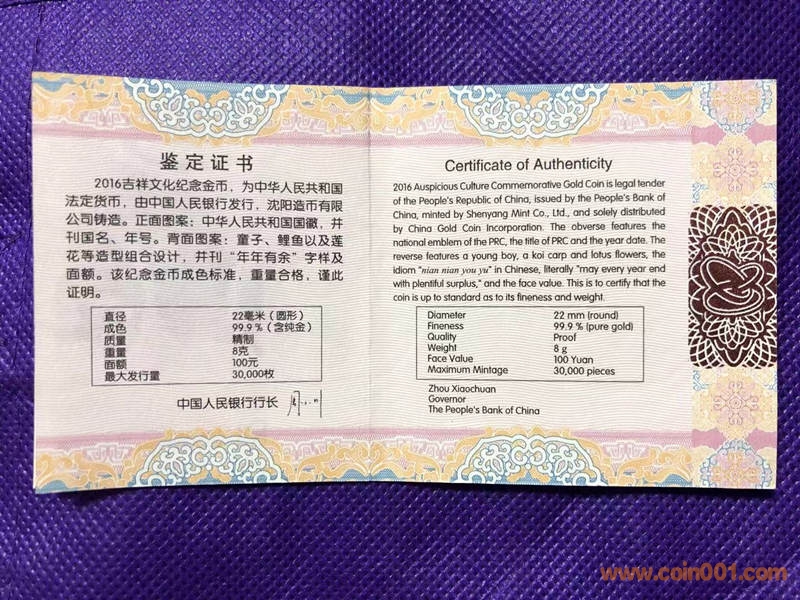 鉴定证书
2016吉祥文化纪念金币，为中华人民共和国
法定货币，由中国人民银行发行，沈阳造币有限
公司铸造。正面图案：中华人民共和国国徽，并
刊国名、年号。背面图案：童子、鲤鱼以及莲
花等造型组合设计，并刊“年年有余”字样及
面额。该纪念金币成色标准，重量合格，谨此
证明。
直径 22毫米（圆形）
成色 99.9％（含纯金）
质量 精制
重量 8克
面额 100元
最大发行量 30,000枚
中国人民银行行长
Certificate of Authenticity
2016 Auspicious Culture Commemorative Gold Coin is legal tender
of the People's Republic of China, issued by the People's Bank of
China, minted by Shenyang Mint Co., Ltd., and solely distributed
by China Gold Coin Incorporation. The obverse features the
national emblem of the PRC, the title of PRC and the year date. The
reverse features a young boy, a koi carp and lotus flowers, the
idiom "nian nian you yu" in Chinese, literally "may every year end
with plentiful surplus," and the face value. This is to certify that the
coin is up to standard as to its fineness and weight.
Diameter 22 mm (round)
Fineness 99.9 % (pure gold)
Quality Proof
Weight 8 g
Face Value 100 Yuan
Maximum Mintage 30,000 pieces
Zhou Xiaochuan
Governor
The People's Bank of China
www.coin001.com